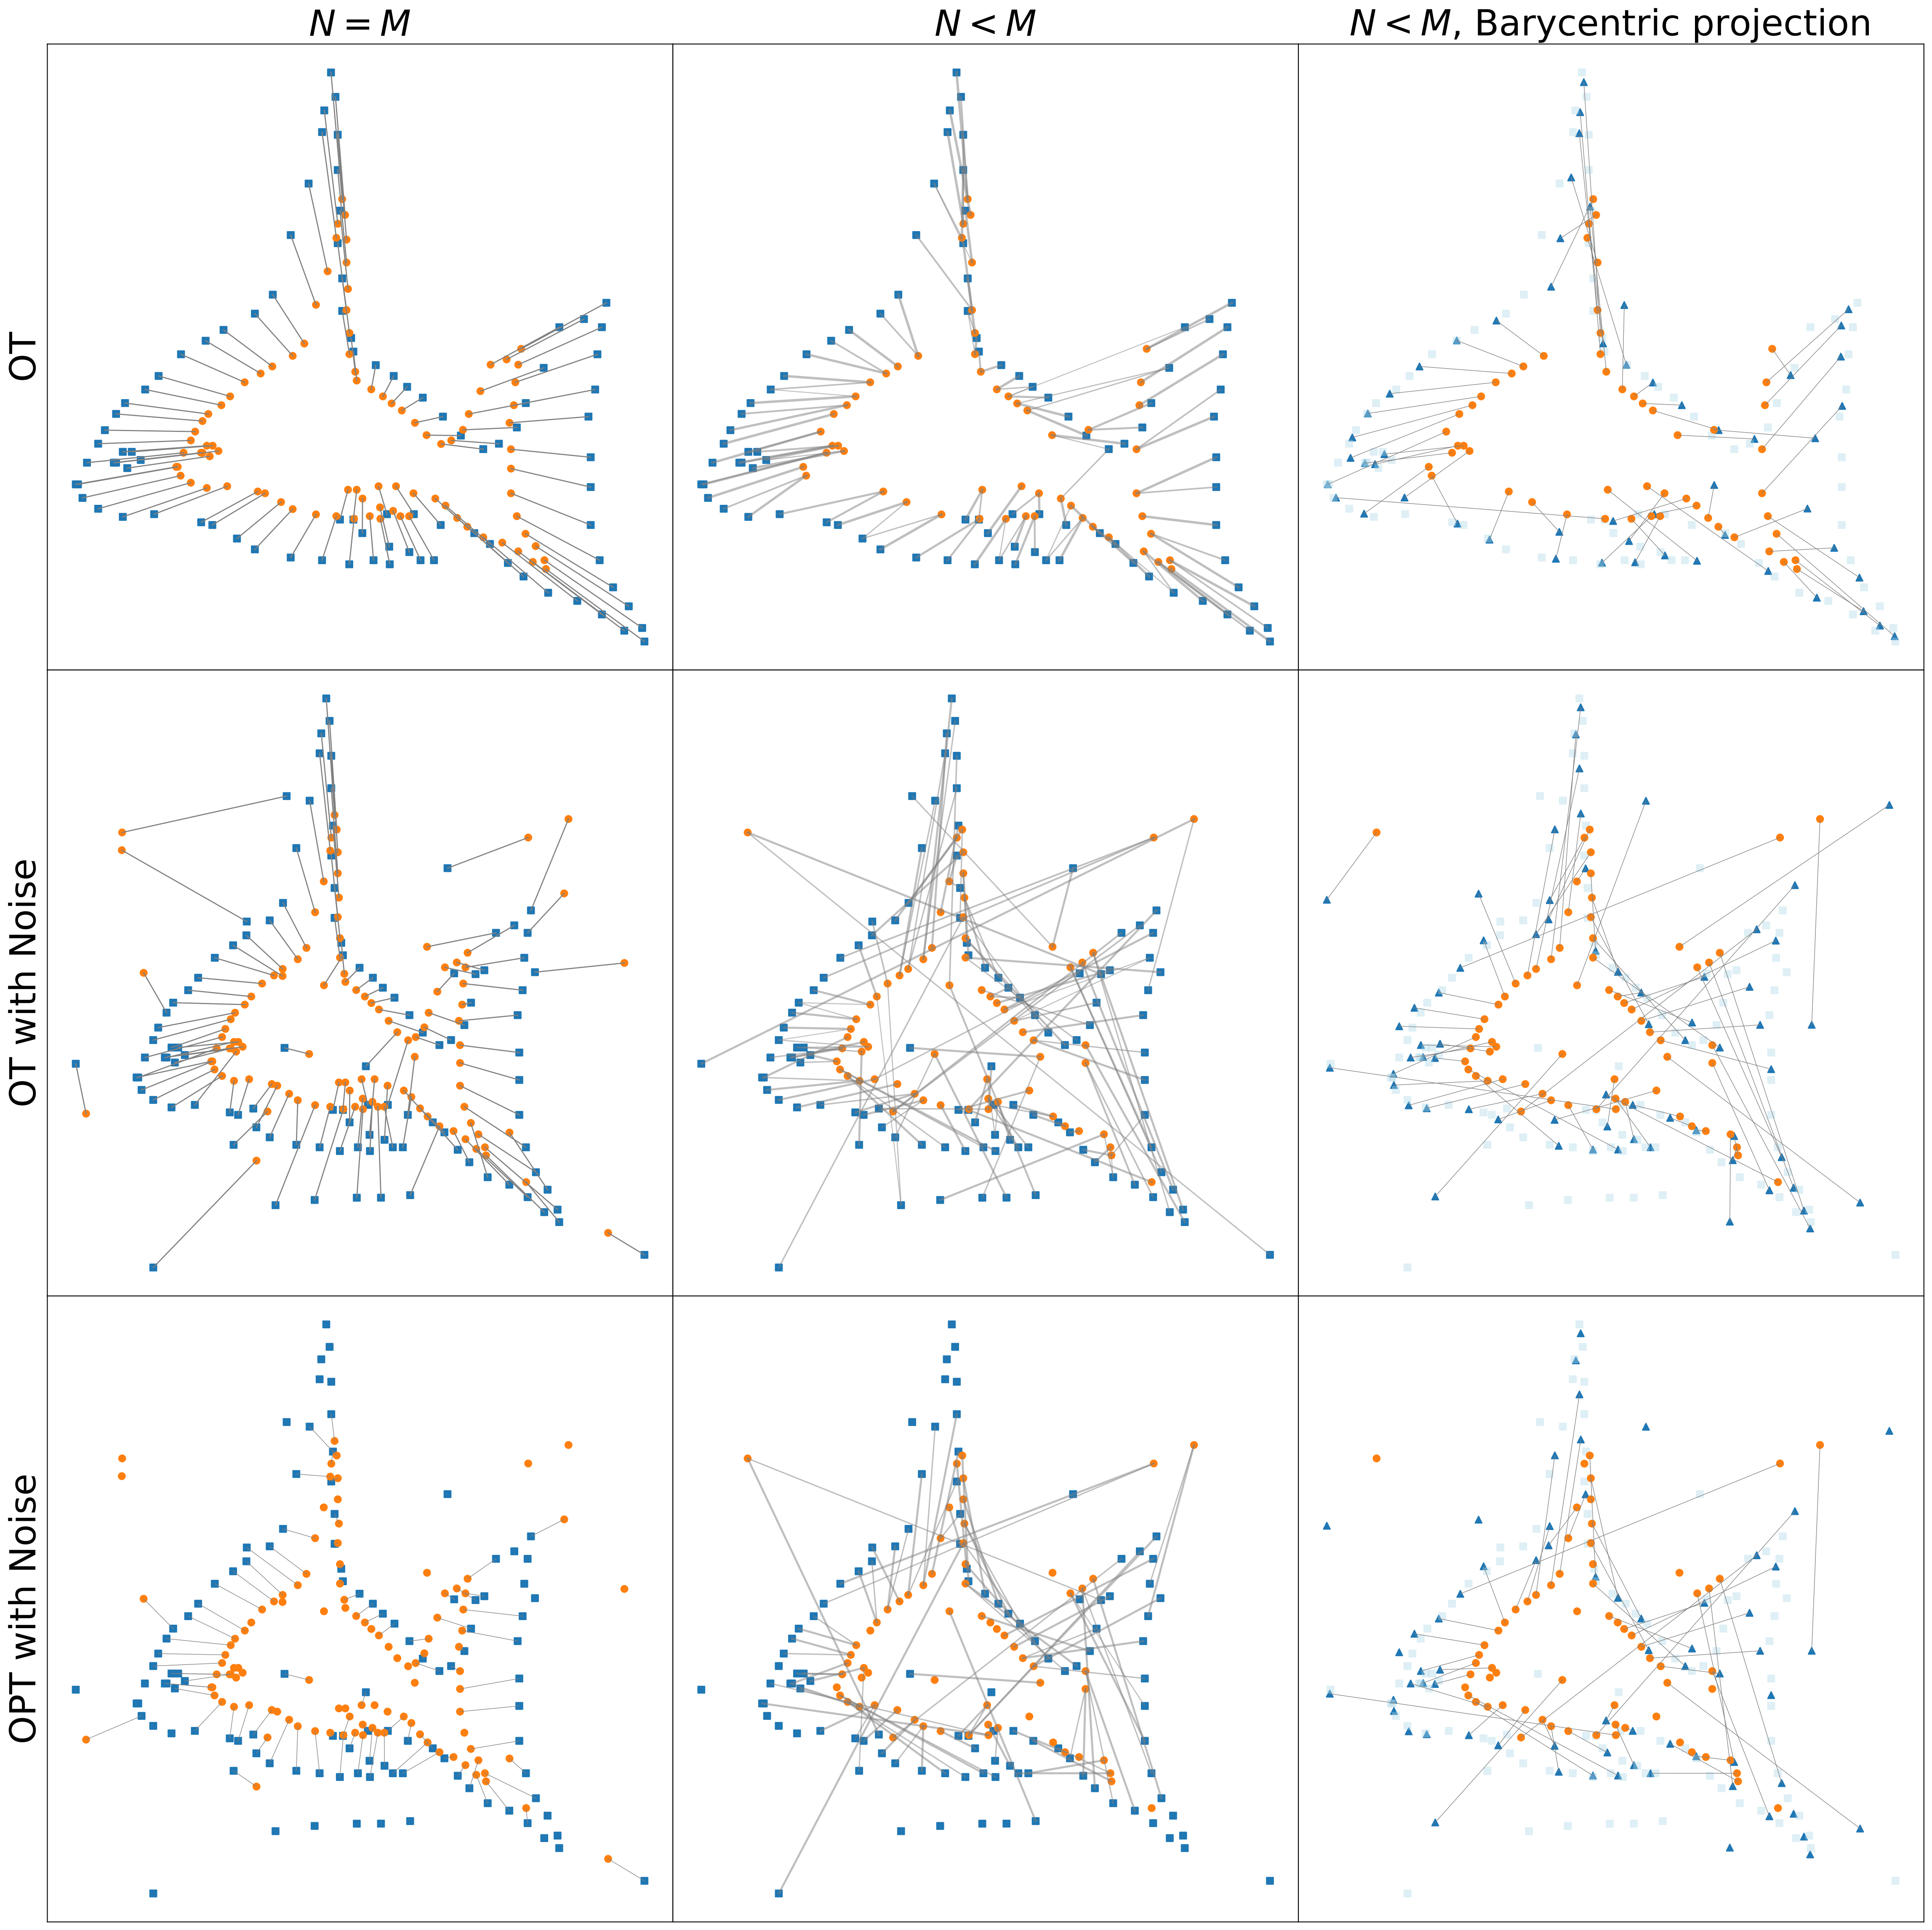 N = M
N < M
N < M, Barycentric projection
OT
OT with Noise
OPT with Noise